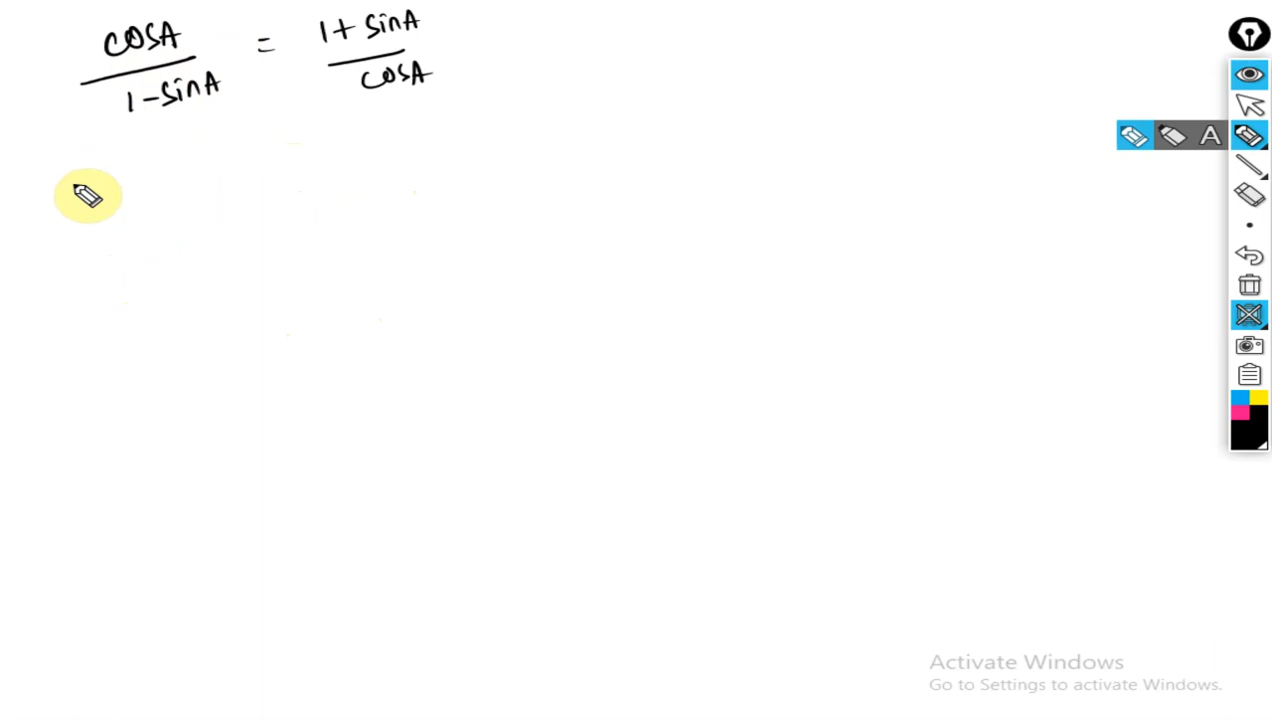 cosA / 1-sinA = 1+ sinA / cosA
A
Activate Windows
Go to Settings to activate Windows.